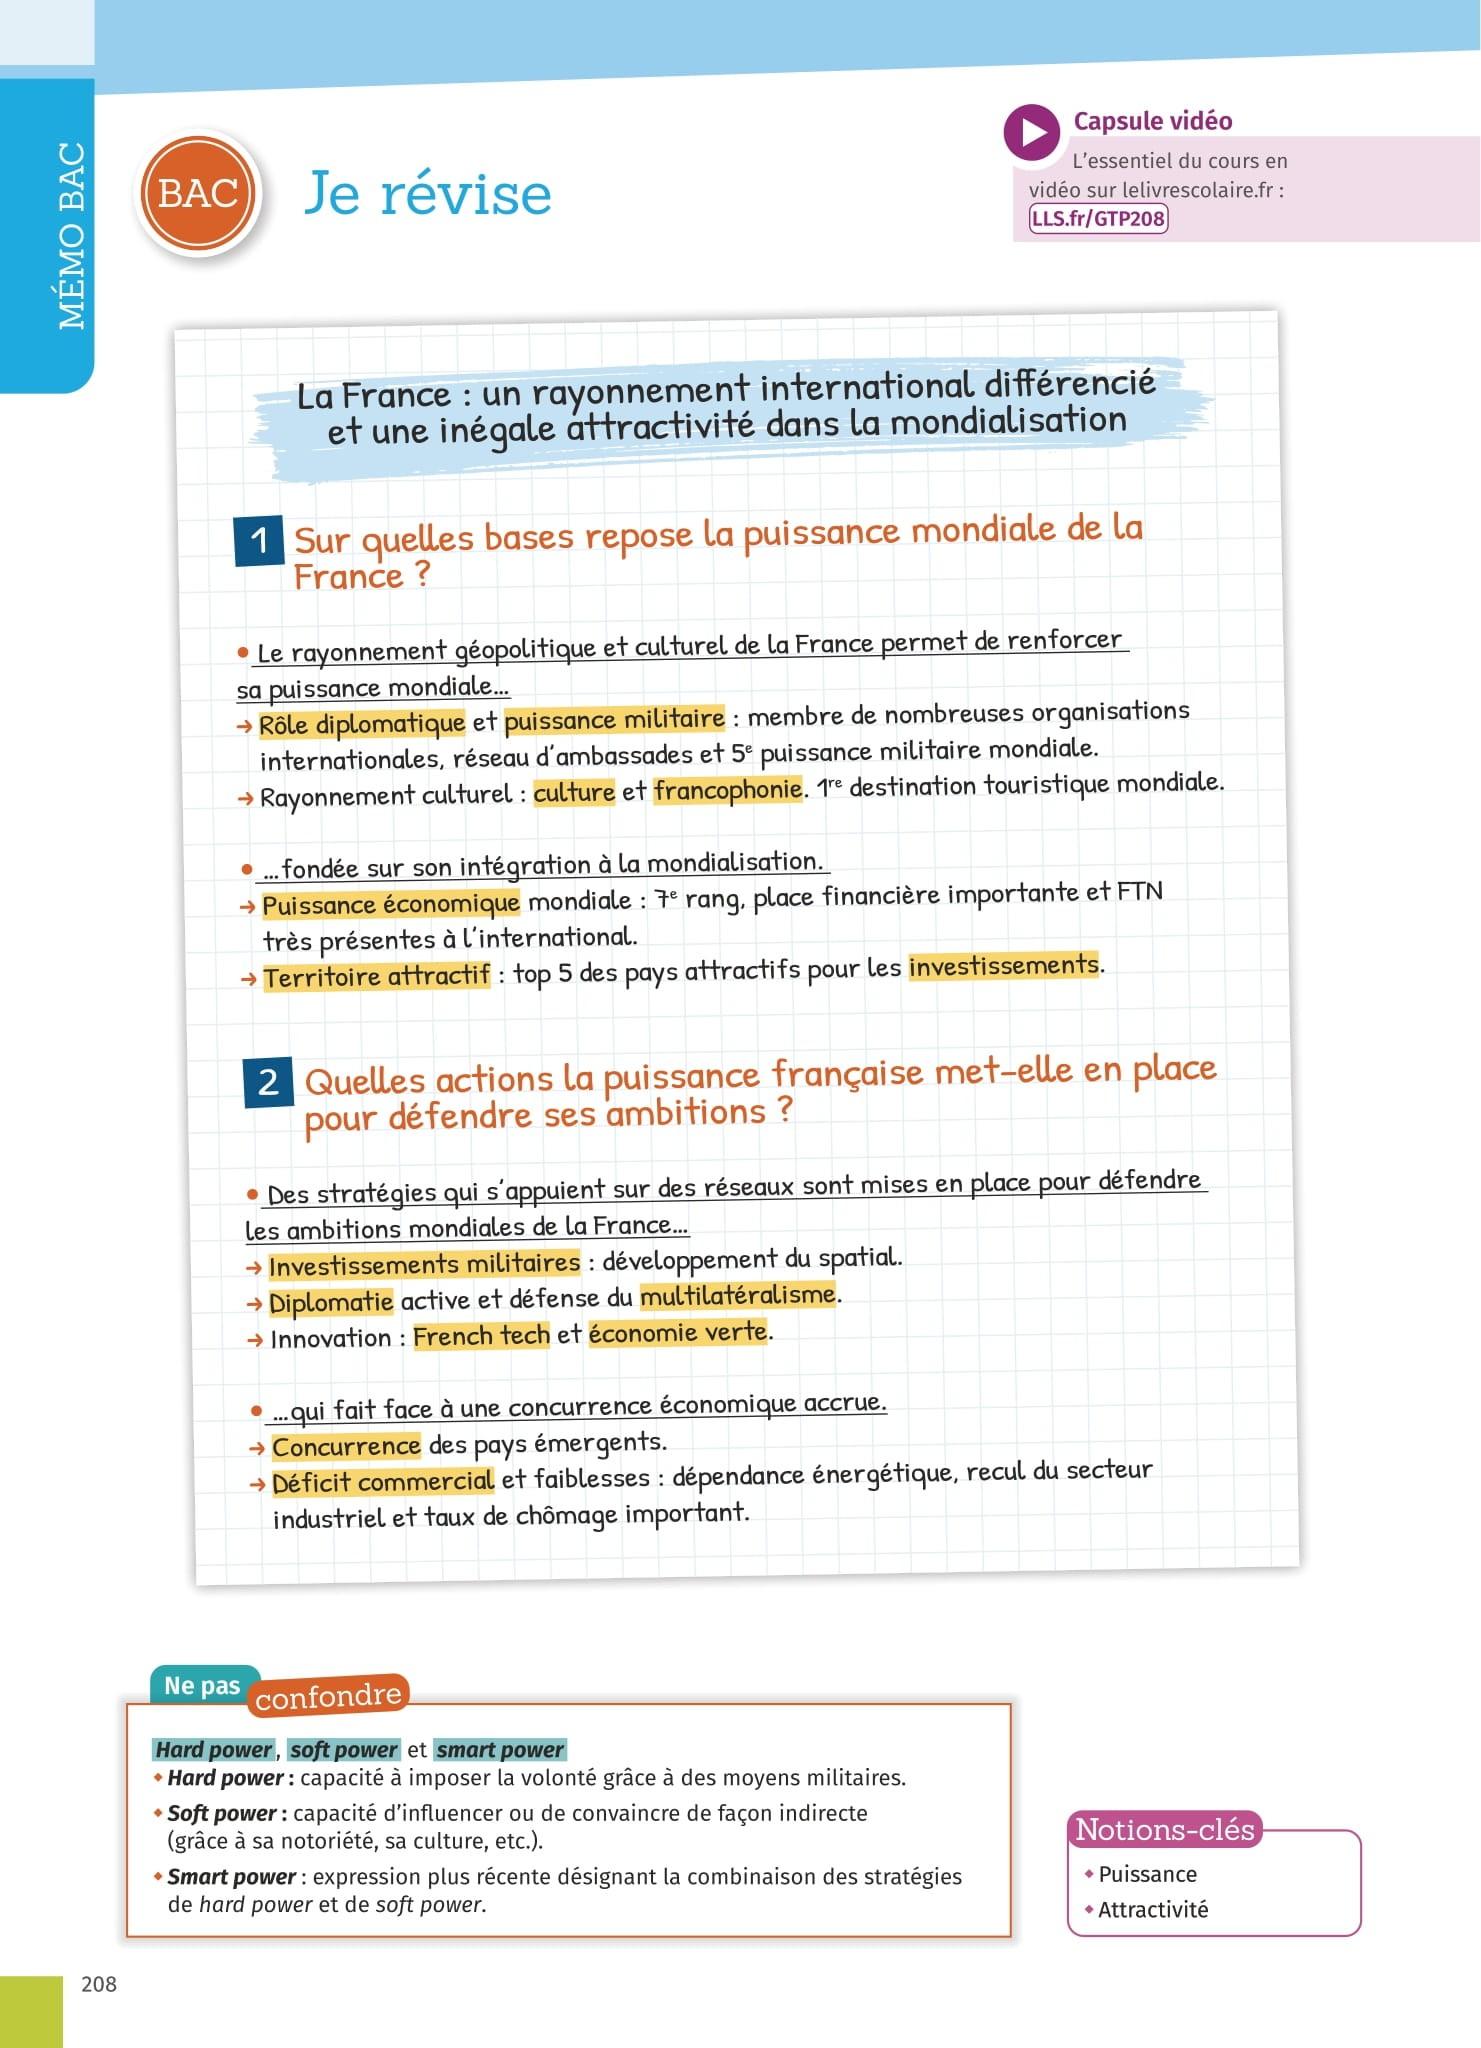 MÉMO BAC
BAC
Je révise
Capsule vidéo
L'essentiel du cours en
vidéo sur lelivrescolaire.fr :
LLS.fr/GTP208
La France : un rayonnement international différencié
et une inégale attractivité dans la mondialisation
1 Sur quelles bases repose la puissance mondiale de la
France ?
• Le rayonnement géopolitique et culturel de la France permet de renforcer
sa puissance mondiale...
→ Rôle diplomatique et puissance militaire : membre de nombreuses organisations
internationales, réseau d'ambassades et 5e puissance militaire mondiale.
→ Rayonnement culturel : culture et francophonie. 1re destination touristique mondiale.
• ...fondée sur son intégration à la mondialisation.
→ Puissance économique mondiale : 7e rang, place financière importante et FTN
très présentes à l'international.
→ Territoire attractif : top 5 des pays attractifs pour les investissements.
2 Quelles actions la puissance française met-elle en place
pour défendre ses ambitions ?
• Des stratégies qui s'appuient sur des réseaux sont mises en place pour défendre
les ambitions mondiales de la France...
→ Investissements militaires : développement du spatial.
→ Diplomatie active et défense du multilatéralisme.
→ Innovation : French tech et économie verte.
• ...qui fait face à une concurrence économique accrue.
→ Concurrence des pays émergents.
→ Déficit commercial et faiblesses : dépendance énergétique, recul du secteur
industriel et taux de chômage important.
Ne pas confondre
Hard power, soft power et smart power
• Hard power : capacité à imposer la volonté grâce à des moyens militaires.
• Soft power : capacité d'influencer ou de convaincre de façon indirecte
(grâce à sa notoriété, sa culture, etc.).
• Smart power : expression plus récente désignant la combinaison des stratégies
de hard power et de soft power.
Notions-clés
• Puissance
• Attractivité
208